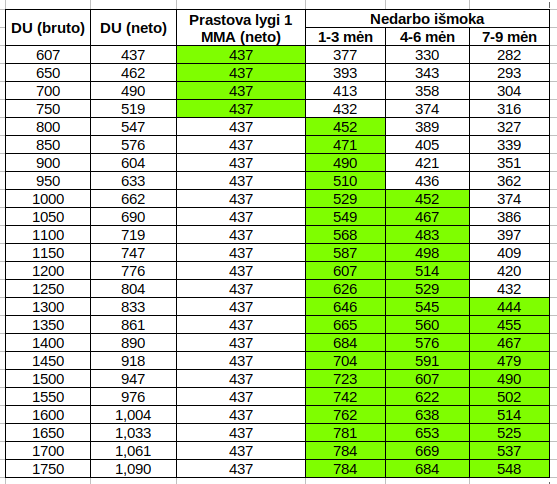 DU (bruto) DU (neto) Prastova lygi 1 MMA (neto) Nedarbo išmoka
1-3 mėn 4-6 mėn 7-9 mėn
607 437 437 377 330 282
650 462 437 393 343 293
700 490 437 413 358 304
750 519 437 432 374 316
800 547 437 452 389 327
850 576 437 471 405 339
900 604 437 490 421 351
950 633 437 510 436 362
1000 662 437 529 452 374
1050 690 437 549 467 386
1100 719 437 568 483 397
1150 747 437 587 498 409
1200 776 437 607 514 420
1250 804 437 626 529 432
1300 833 437 646 545 444
1350 861 437 665 560 455
1400 890 437 684 576 467
1450 918 437 704 591 479
1500 947 437 723 607 490
1550 976 437 742 622 502
1600 1,004 437 762 638 514
1650 1,033 437 781 653 525
1700 1,061 437 784 669 537
1750 1,090 437 784 684 548